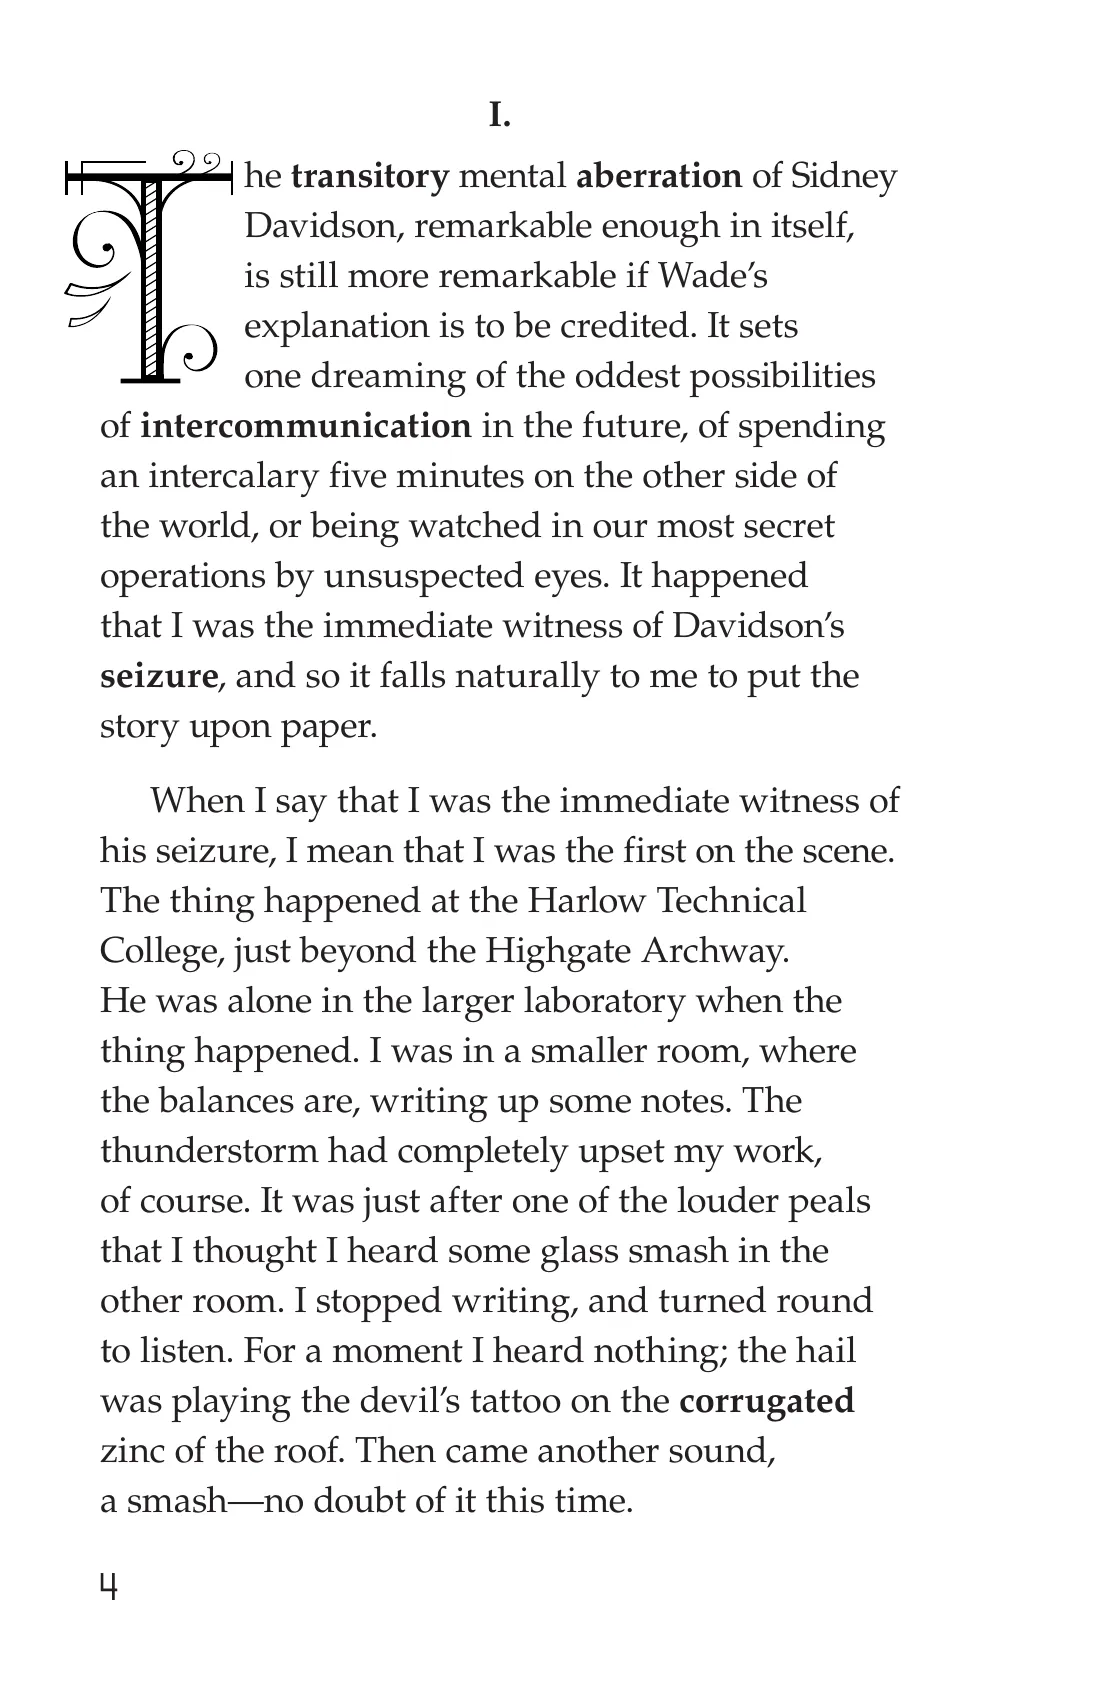 I.
The transitory mental aberration of Sidney
Davidson, remarkable enough in itself,
is still more remarkable if Wade’s
explanation is to be credited. It sets
one dreaming of the oddest possibilities
of intercommunication in the future, of spending
an intercalary five minutes on the other side of
the world, or being watched in our most secret
operations by unsuspected eyes. It happened
that I was the immediate witness of Davidson’s
seizure, and so it falls naturally to me to put the
story upon paper.
When I say that I was the immediate witness of
his seizure, I mean that I was the first on the scene.
The thing happened at the Harlow Technical
College, just beyond the Highgate Archway.
He was alone in the larger laboratory when the
thing happened. I was in a smaller room, where
the balances are, writing up some notes. The
thunderstorm had completely upset my work,
of course. It was just after one of the louder peals
that I thought I heard some glass smash in the
other room. I stopped writing, and turned round
to listen. For a moment I heard nothing; the hail
was playing the devil’s tattoo on the corrugated
zinc of the roof. Then came another sound,
a smash—no doubt of it this time.
4